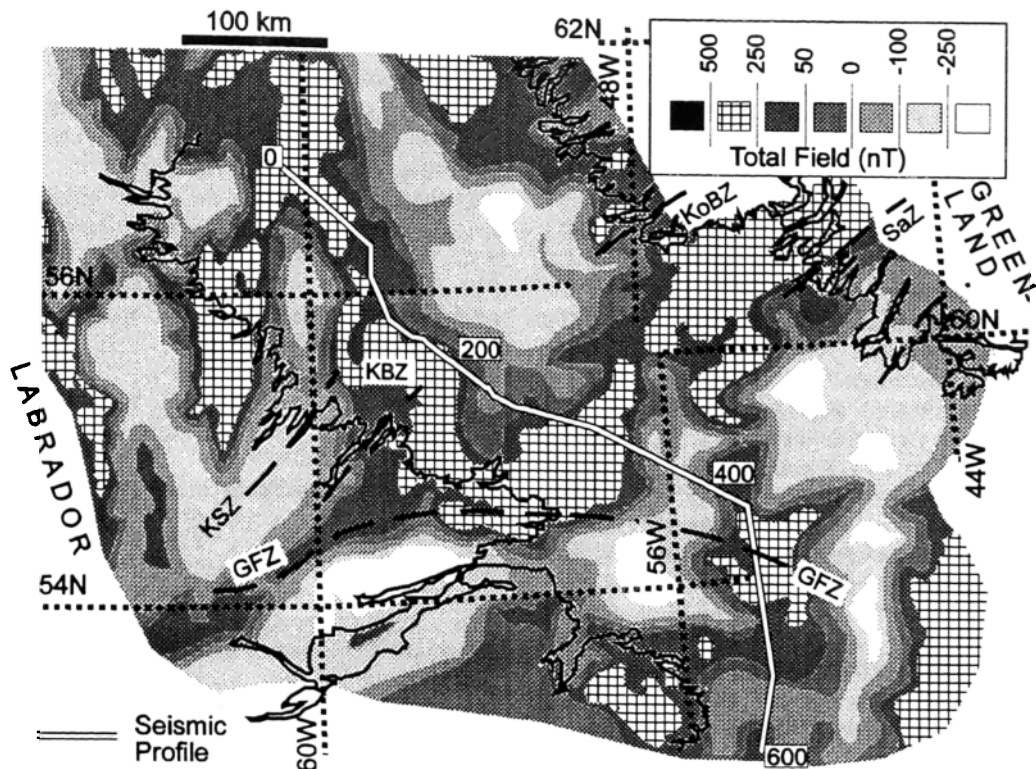 100 km
62N
48W
500
250
50
0
-100
-250
Total Field (nT)
0
KoBZ
SaZ
GREEN-
LAND
56N
60N
200
KBZ
LABRADOR
400
44W
KSZ
GFZ
56W
GFZ
54N
Seismic
Profile
60W
600